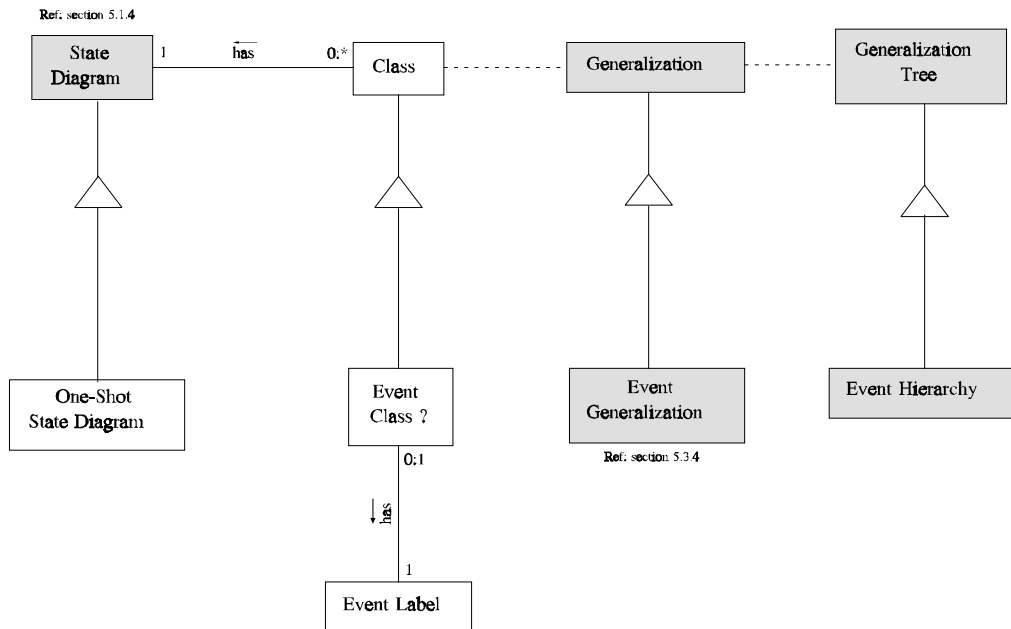 Ref: section 5.1.4
State
Diagram
1
has
0:*
Class
Generalization
Generalization
Tree
One-Shot
State Diagram
Event
Class ?
Event
Generalization
Event Hierarchy
Ref: section 5.3.4
0:1
has
1
Event Label